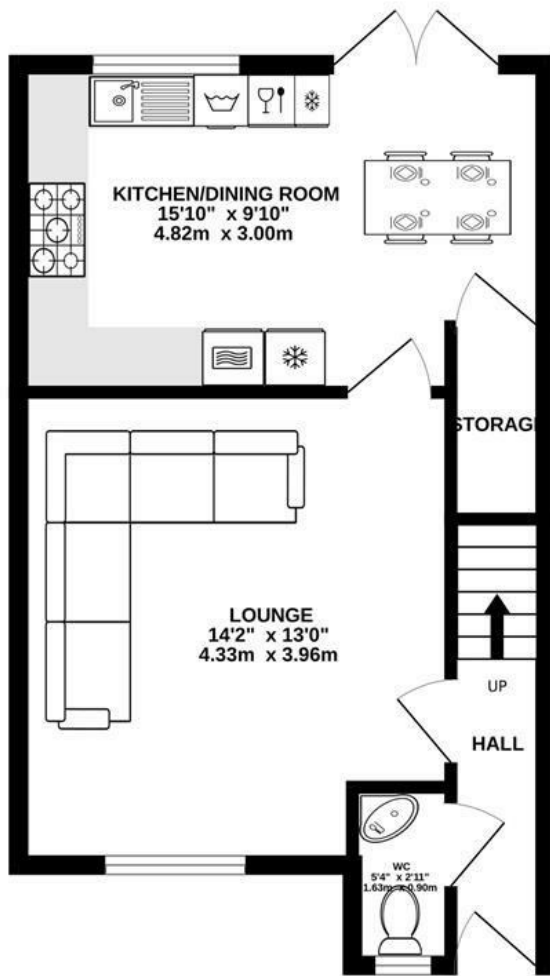 KITCHEN/DINING ROOM
15'10" x 9'10"
4.82m x 3.00m
STORAGE
LOUNGE
14'2" x 13'0"
4.33m x 3.96m
UP
HALL
WC
5'4" x 2'11"
1.63m x 0.90m